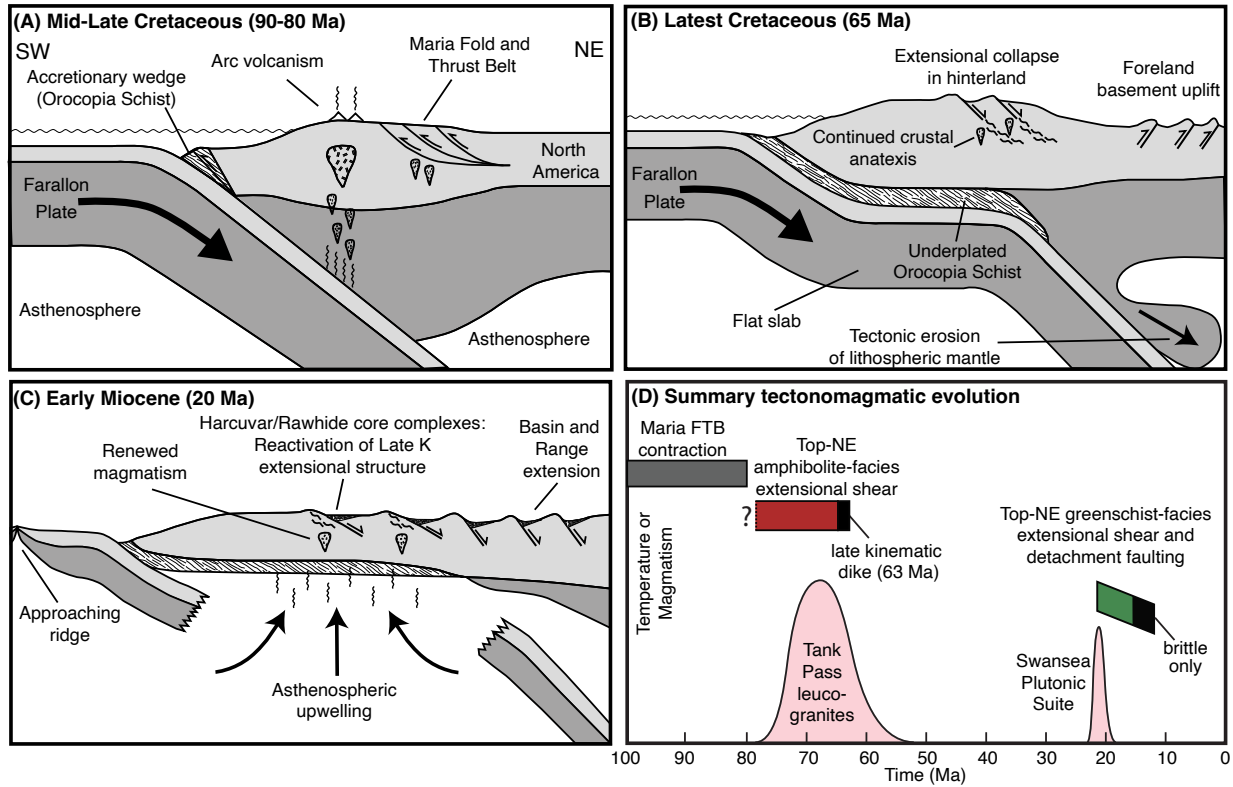 (A) Mid-Late Cretaceous (90-80 Ma)
SW
NE
Arc volcanism
Maria Fold and
Thrust Belt
Accretionary wedge
(Orocopia Schist)
North
America
Farallon
Plate
Asthenosphere
Asthenosphere
(B) Latest Cretaceous (65 Ma)
Extensional collapse
in hinterland
Foreland
basement uplift
Continued crustal
anatexis
Farallon
Plate
Underplated
Orocopia Schist
Flat slab
Tectonic erosion
of lithospheric mantle
(C) Early Miocene (20 Ma)
Harcuvar/Rawhide core complexes:
Reactivation of Late K
extensional structure
Basin and
Range
extension
Renewed
magmatism
Approaching
ridge
Asthenospheric
upwelling
(D) Summary tectonomagmatic evolution
Maria FTB
contraction
Top-NE
amphibolite-facies
extensional shear
?
late kinematic
dike (63 Ma)
Top-NE greenschist-facies
extensional shear and
detachment faulting
brittle
only
Temperature or
Magmatism
Tank
Pass
leuco-
granites
Swansea
Plutonic
Suite
100 90 80 70 60 50 40 30 20 10 0
Time (Ma)